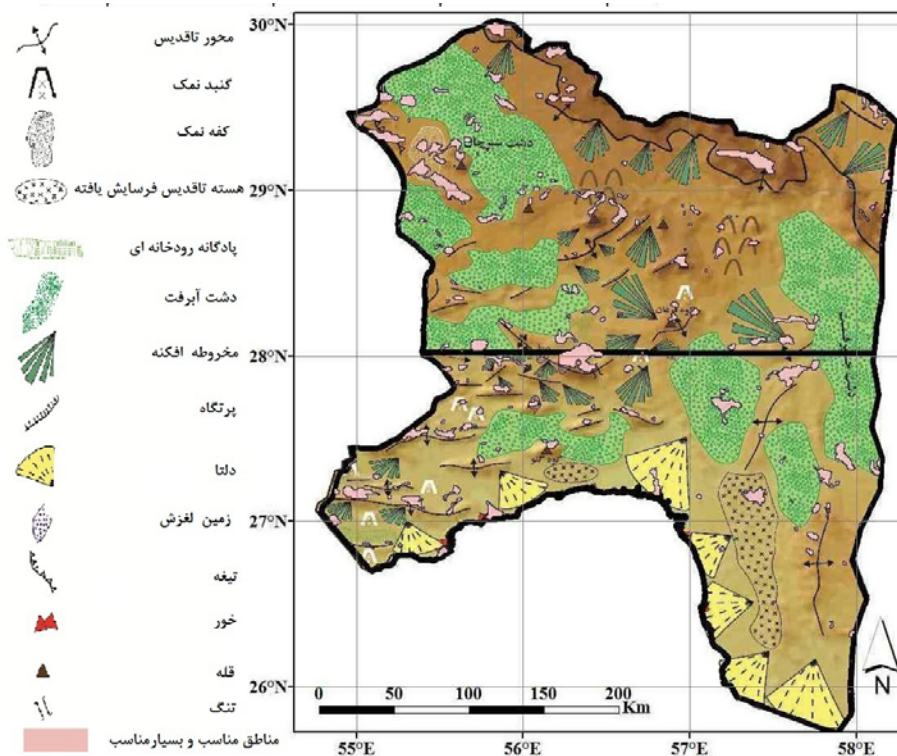 محور تاقدیس
گنبد نمک
کفه نمک
هسته تاقدیس فرسایش یافته
پادگانه رودخانه ای
دشت آبرفت
مخروطه افکنه
پرتگاه
دلتا
زمین لغزش
تیغه
خور
قله
تنگ
مناطق مناسب و بسیارمناسب
30°N
29°N
28°N
27°N
26°N
دشت سیرجان
0 50 100 150 200
Km
N
55°E 56°E 57°E 58°E